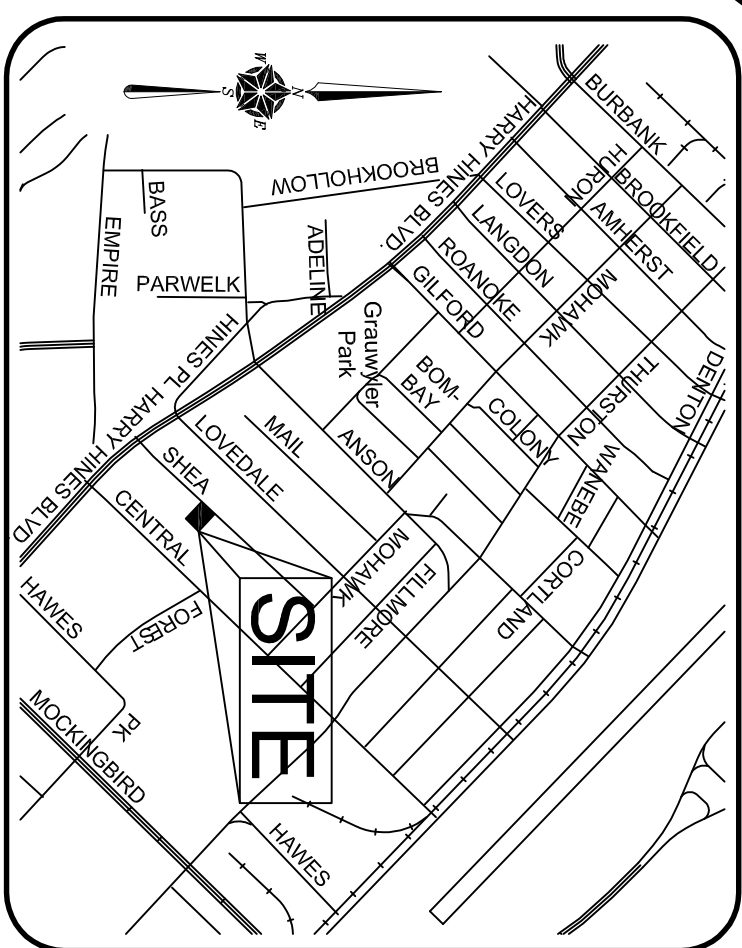 W
N
S
E
BURBANK
HARRY HINES BLVD
HURON
BROOKFIELD
BROOKHOLLOW
LOVERS
AMHERST
BASS
LANGDON
EMPIRE
ADELINE
ROANOKE
MOHAWK
PARWELK
GILFORD
Grauwyler
Park
HINES PL
BOM-
BAY
THURSTON
DENTON
HARRY HINES BLVD
COLONY
MAIL
ANSON
LOVEDALE
WANEBE
SHEA
CENTRAL
MOHAWK
FILLMORE
CORTLAND
HAWES
FOREST
PK
SITE
MOCKINGBIRD
HAWES